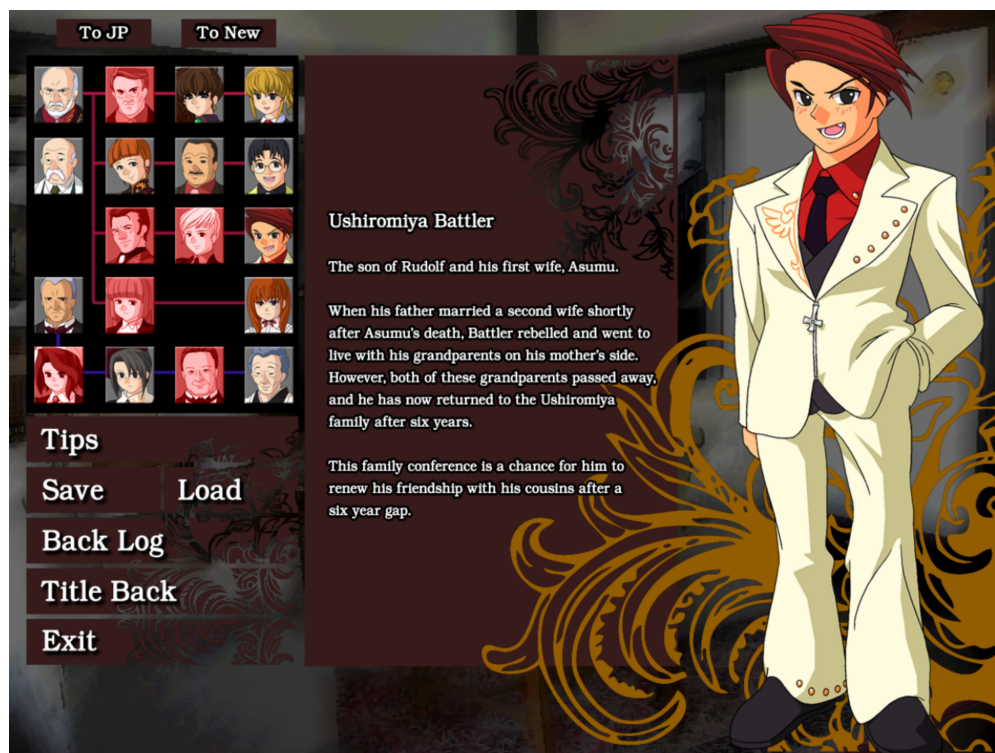 To JP
To New
Ushiromiya Battler
The son of Rudolf and his first wife, Asumu.
When his father married a second wife shortly
after Asumu's death, Battler rebelled and went to
live with his grandparents on his mother's side.
However, both of these grandparents passed away,
and he has now returned to the Ushiromiya
family after six years.
This family conference is a chance for him to
renew his friendship with his cousins after a
six year gap.
Tips
Save
Load
Back Log
Title Back
Exit